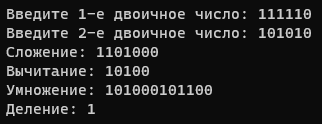 Введите 1-е двоичное число: 111110
Введите 2-е двоичное число: 101010
Сложение: 1101000
Вычитание: 10100
Умножение: 101000101100
Деление: 1